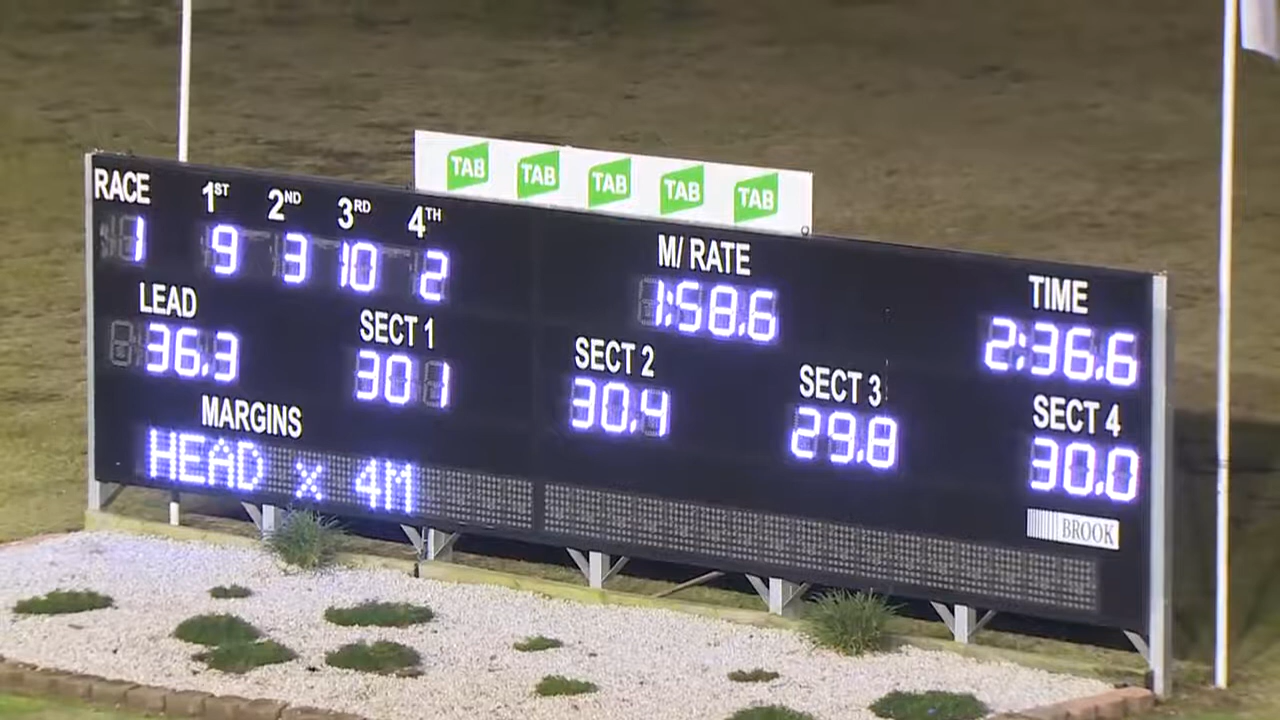 TAB TAB TAB TAB TAB
RACE 1ST 2ND 3RD 4TH
1 9 3 10 2
M/ RATE
1:58.6
TIME
2:36.6
LEAD
36.3
SECT 1
30 1
SECT 2
30.4
SECT 3
29.8
SECT 4
30.0
MARGINS
HEAD x 4M
BROOK